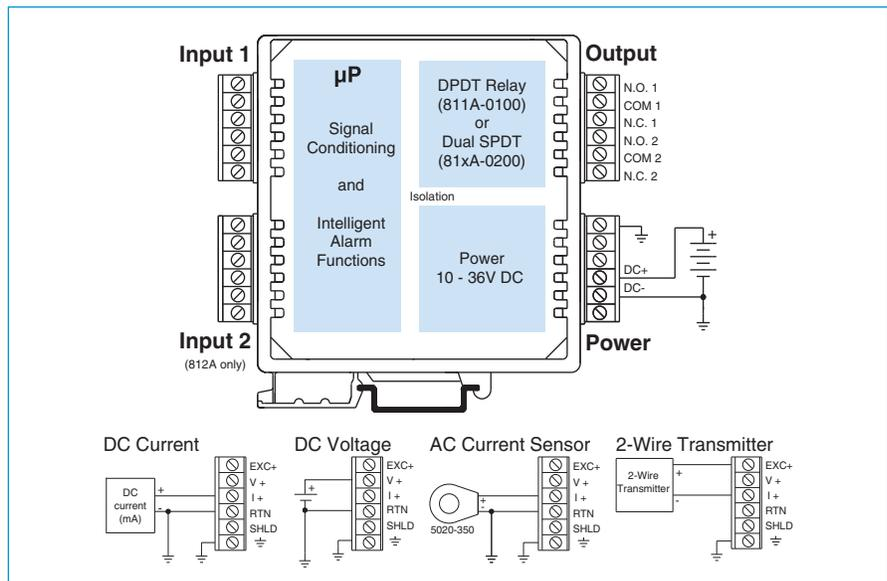 Input 1
Output
µP
Signal
Conditioning
and
Intelligent
Alarm
Functions
DPDT Relay
(811A-0100)
or
Dual SPDT
(81xA-0200)
N.O. 1
COM 1
N.C. 1
N.O. 2
COM 2
N.C. 2
Isolation
Power
10 - 36V DC
+
DC+
DC-
Input 2
(812A only)
Power
DC Current
DC
current
(mA)
+
-
EXC+
V +
I +
RTN
SHLD
DC Voltage
+
EXC+
V +
I +
RTN
SHLD
AC Current Sensor
+
-
5020-350
EXC+
V +
I +
RTN
SHLD
2-Wire Transmitter
2-Wire
Transmitter
+
-
EXC+
V +
I +
RTN
SHLD